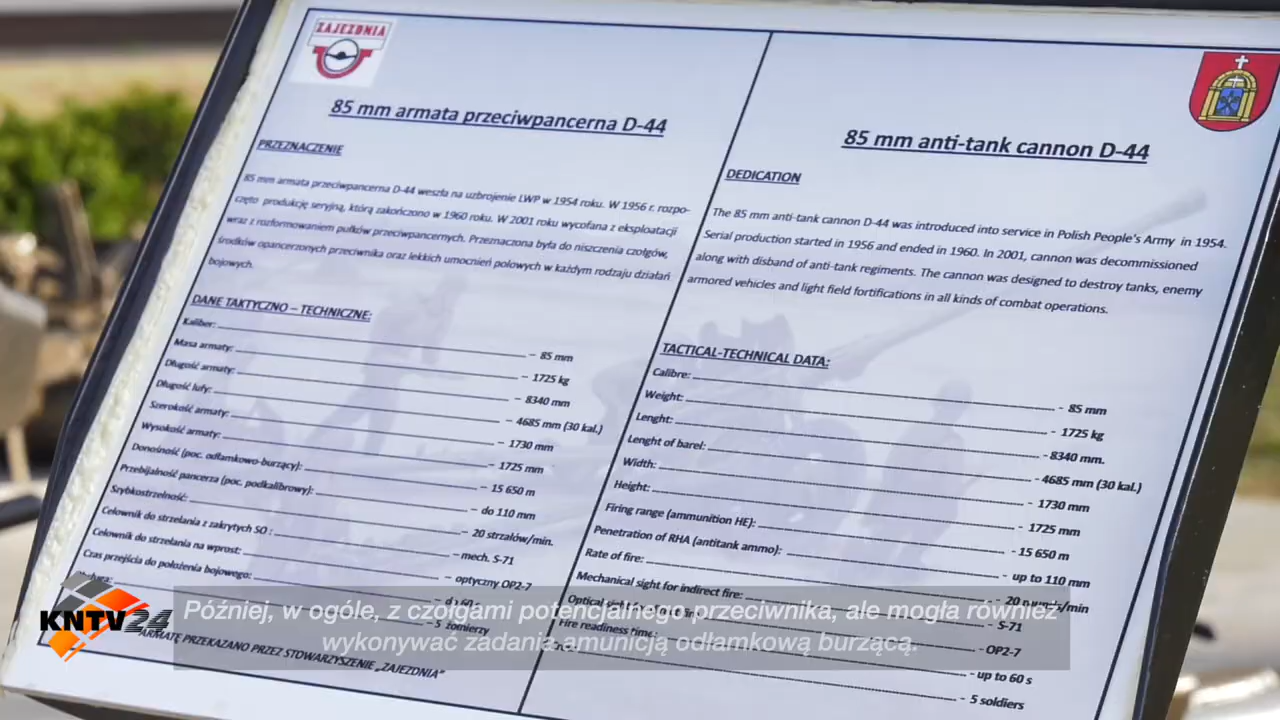 ZAJEZDNIA
85 mm armata przeciwpancerna D-44
PRZEZNACZENIE
85 mm armata przeciwpancerna D-44 weszła na uzbrojenie LWP w 1954 roku. W 1956 r. rozpo-
częto produkcję seryjną, którą zakończono w 1960 roku. W 2001 roku wycofana z eksploatacji
wraz z rozformowaniem pułków przeciwpancernych. Przeznaczona była do niszczenia czołgów,
środków opancerzonych przeciwnika oraz lekkich umocnień polowych w każdym rodzaju działań
bojowych.
DANE TAKTYCZNO – TECHNICZNE:
Kaliber: – 85 mm
Masa armaty: – 1725 kg
Długość armaty: – 8340 mm
Długość lufy: – 4685 mm (30 kal.)
Szerokość armaty: – 1730 mm
Wysokość armaty: – 1725 mm
Donośność (poc. odłamkowo-burzący): – 15 650 m
Przebijalność pancerza (poc. podkalibrowy): – do 110 mm
Szybkostrzelność: – 20 strzałów/min.
Celownik do strzelania z zakrytych SO : – mech. S-71
Celownik do strzelania na wprost: – optyczny OP2-7
Czas przejścia do położenia bojowego: – do 60 s
– 5 żołnierzy
ARMATĘ PRZEKAZANO PRZEZ STOWARZYSZENIE „ZAJEZDNIA"
85 mm anti-tank cannon D-44
DEDICATION
The 85 mm anti-tank cannon D-44 was introduced into service in Polish People's Army in 1954.
Serial production started in 1956 and ended in 1960. In 2001, cannon was decommissioned
along with disband of anti-tank regiments. The cannon was designed to destroy tanks, enemy
armored vehicles and light field fortifications in all kinds of combat operations.
TACTICAL-TECHNICAL DATA:
Calibre: - 85 mm
Weight: - 1725 kg
Lenght: - 8340 mm.
Lenght of barel: - 4685 mm (30 kal.)
Width: - 1730 mm
Height: - 1725 mm
Firing range (ammunition HE): - 15 650 m
Penetration of RHA (antitank ammo): - up to 110 mm
Rate of fire: - 20 rounds/min
Mechanical sight for indirect fire: - S-71
Optical sight - OP2-7
Fire readiness time: - up to 60 s
- 5 soldiers
KNTV24
Później, w ogóle, z czołgami potencjalnego przeciwnika, ale mogła również
wykonywać zadania amunicją odłamkową burzącą.